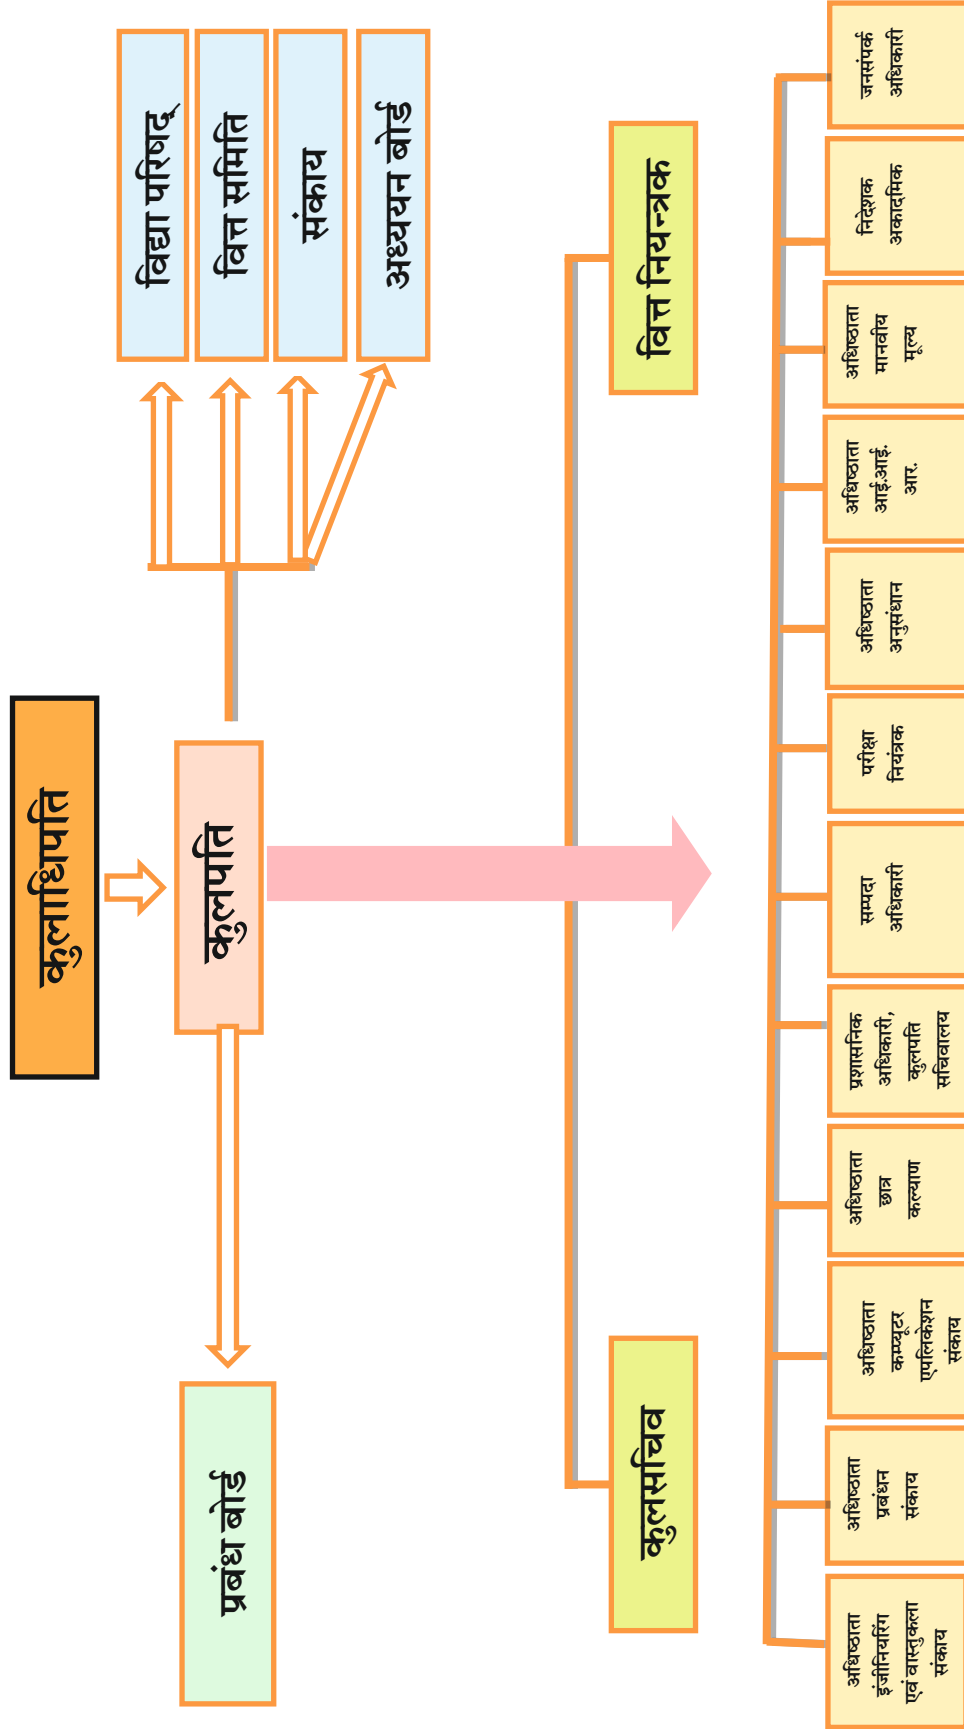 कुलाधिपति
कुलपति
प्रबंध बोर्ड
विद्या परिषद्
वित्त समिति
संकाय
अध्ययन बोर्ड
कुलसचिव
वित्त नियन्त्रक
अधिष्ठाता
इंजीनियरिंग
एवं वास्तुकला
संकाय
अधिष्ठाता
प्रबंधन
संकाय
अधिष्ठाता
कम्प्यूटर
एपलिकेशन
संकाय
अधिष्ठाता
छात्र
कल्याण
प्रशासनिक
अधिकारी,
कुलपति
सचिवालय
सम्पदा
अधिकारी
परीक्षा
नियंत्रक
अधिष्ठाता
अनुसंधान
अधिष्ठाता
आई.आई.
आर.
अधिष्ठाता
मानवीय
मूल्य
निदेशक
अकादमिक
जनसंपर्क
अधिकारी